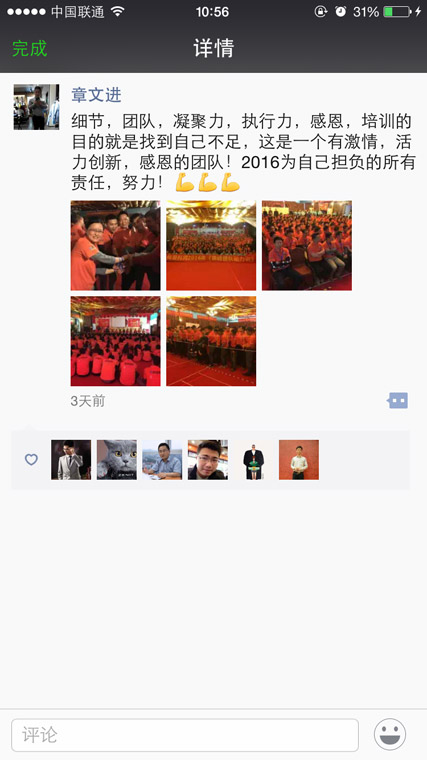 中国联通 10:56 31%
完成 详情
章文进
细节，团队，凝聚力，执行力，感恩，培训的
目的就是找到自己不足，这是一个有激情，活
力创新，感恩的团队！2016为自己担负的所有
责任，努力！💪💪💪
3天前
评论